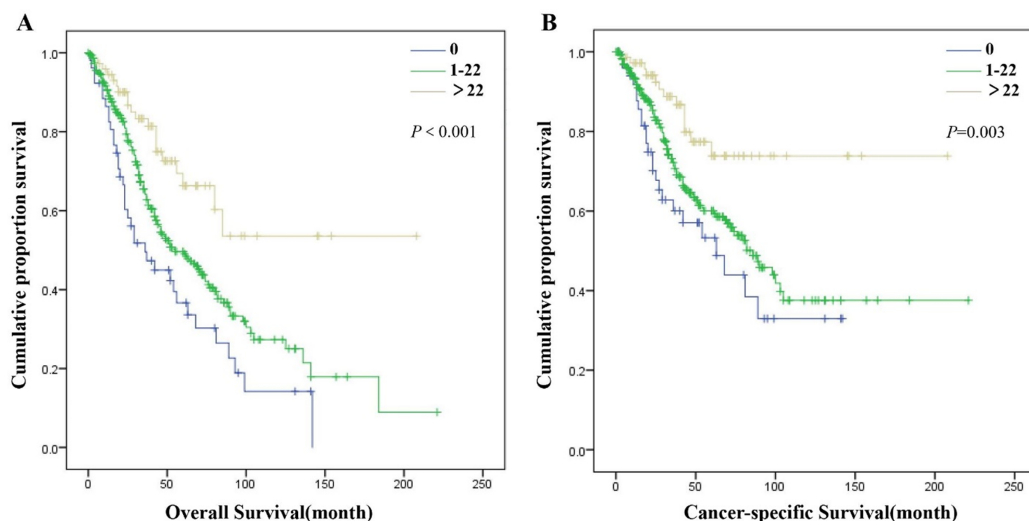 A
0
1-22
＞22
P < 0.001
1.0
0.8
0.6
0.4
0.2
0.0
Cumulative proportion survival
0 50 100 150 200 250
Overall Survival(month)
B
0
1-22
＞22
P=0.003
1.0
0.8
0.6
0.4
0.2
0.0
Cumulative proportion survival
0 50 100 150 200 250
Cancer-specific Survival(month)